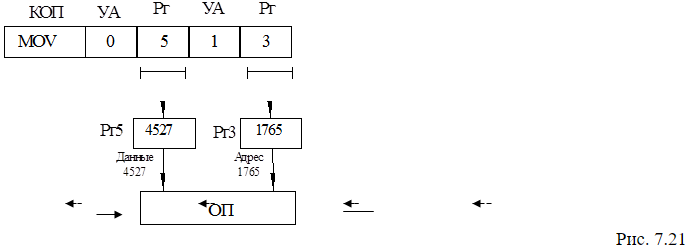 КОП УА Рг УА Рг
MOV 0 5 1 3
Рг5 4527 Рг3 1765
Данные Адрес
4527 1765
ОП
Рис. 7.21